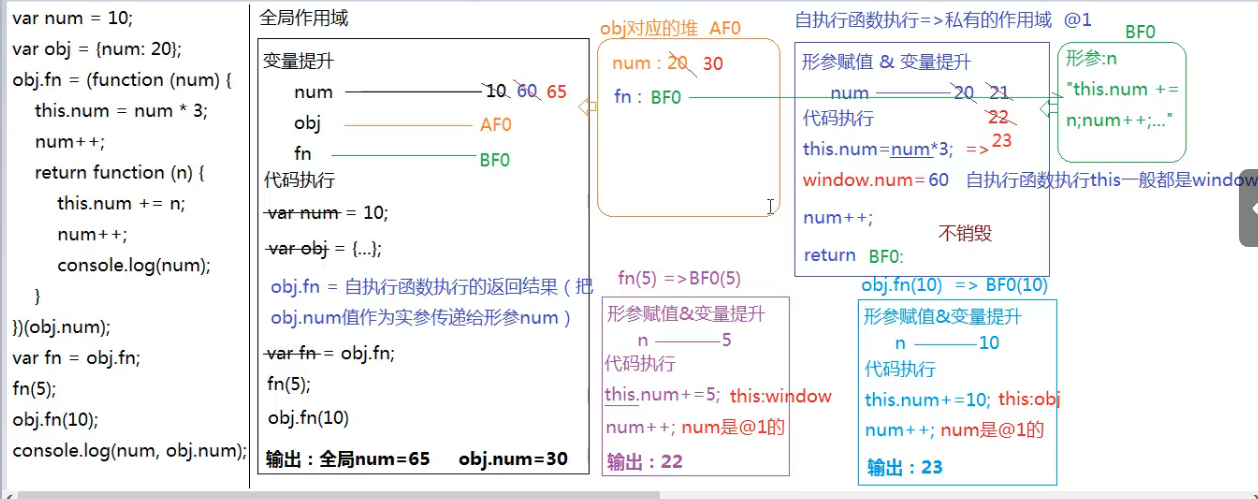 var num = 10;
var obj = {num: 20};
obj.fn = (function (num) {
this.num = num * 3;
num++;
return function (n) {
this.num += n;
num++;
console.log(num);
}
})(obj.num);
var fn = obj.fn;
fn(5);
obj.fn(10);
console.log(num, obj.num);
全局作用域
变量提升
num 10 60 65
obj AF0
fn BF0
代码执行
var num = 10;
var obj = {...};
obj.fn = 自执行函数执行的返回结果（把
obj.num值作为实参传递给形参num）
var fn = obj.fn;
fn(5);
obj.fn(10)
输出：全局num=65 obj.num=30
obj对应的堆 AF0
num：20 30
fn：BF0
自执行函数执行=>私有的作用域 @1
形参赋值 & 变量提升
num 20 21
22
23
代码执行
this.num=num*3; =>
window.num=60 自执行函数执行this一般都是window
num++;
不销毁
return BF0:
BF0
形参:n
"this.num +=
n;num++;..."
fn(5) =>BF0(5)
形参赋值&变量提升
n 5
代码执行
this.num+=5; this:window
num++; num是@1的
输出：22
obj.fn(10) => BF0(10)
形参赋值&变量提升
n 10
代码执行
this.num+=10; this:obj
num++; num是@1的
输出：23